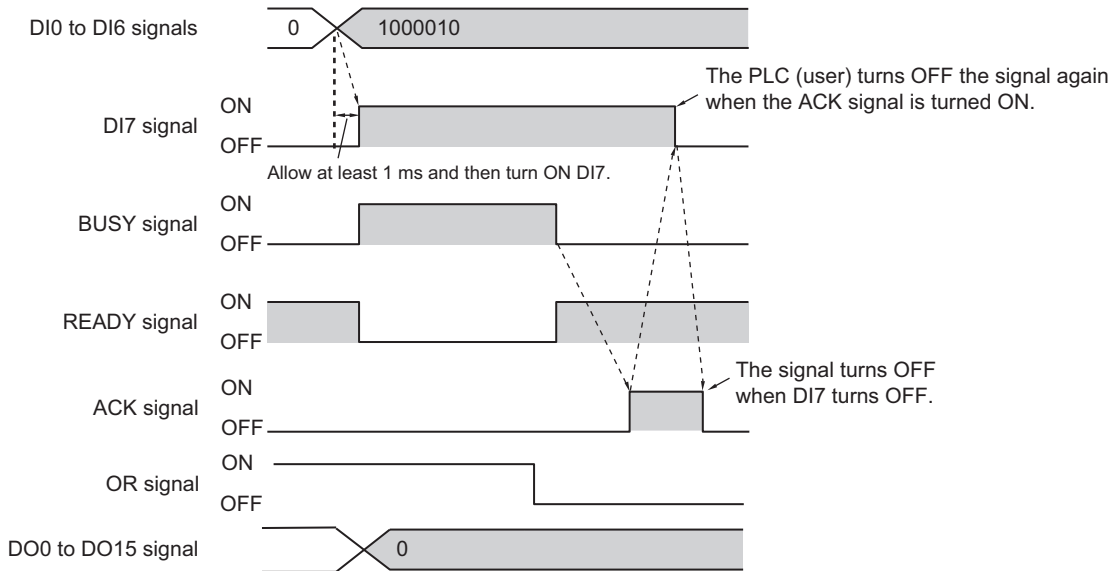 DI0 to DI6 signals
0
1000010
The PLC (user) turns OFF the signal again
when the ACK signal is turned ON.
DI7 signal
ON
OFF
Allow at least 1 ms and then turn ON DI7.
BUSY signal
ON
OFF
READY signal
ON
OFF
The signal turns OFF
when DI7 turns OFF.
ACK signal
ON
OFF
OR signal
ON
OFF
DO0 to DO15 signal
0